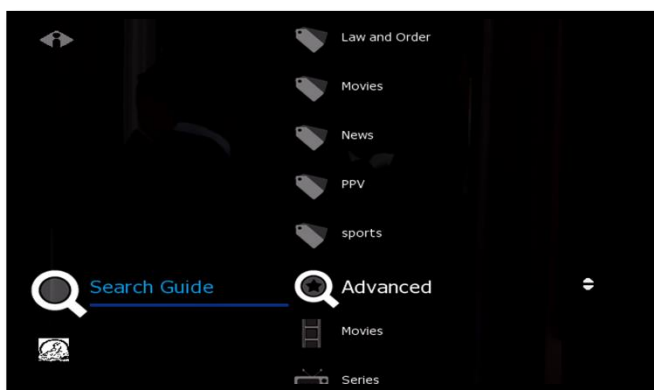 Law and Order
Movies
News
PPV
sports
Search Guide
Advanced
Movies
Series